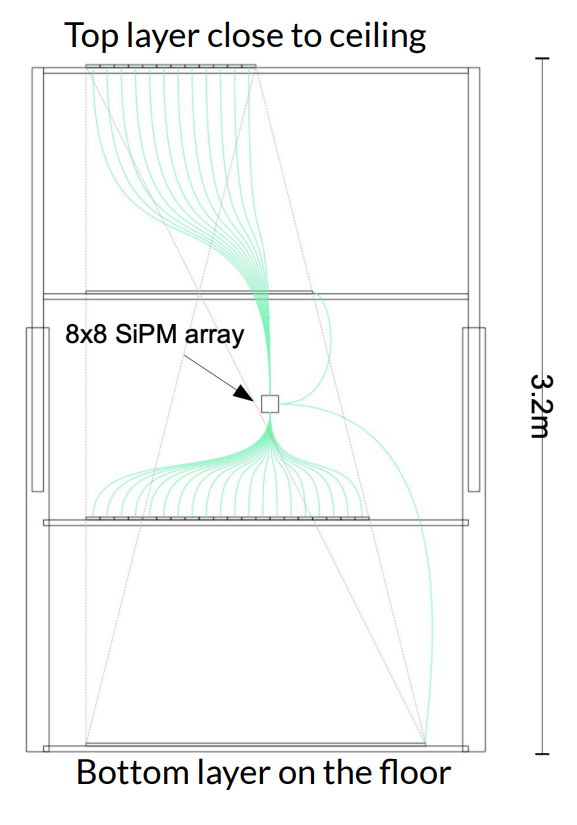 Top layer close to ceiling
8x8 SiPM array
3.2m
Bottom layer on the floor